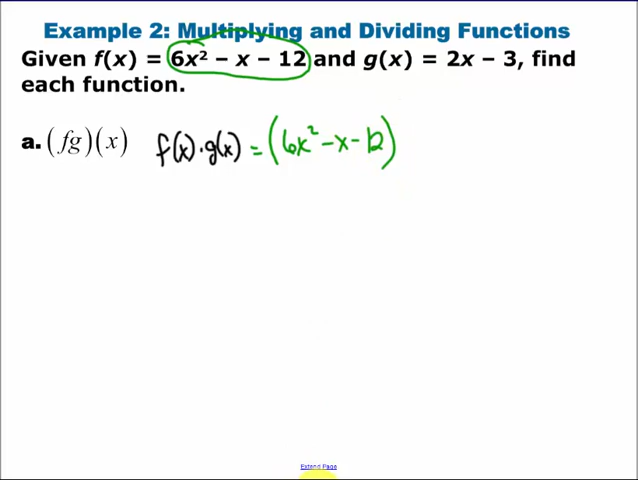 Example 2: Multiplying and Dividing Functions
Given f(x) = 6x² − x − 12 and g(x) = 2x − 3, find
each function.
a. (fg)(x) f(x)·g(x) = (6x² − x − 12)
Extend Page